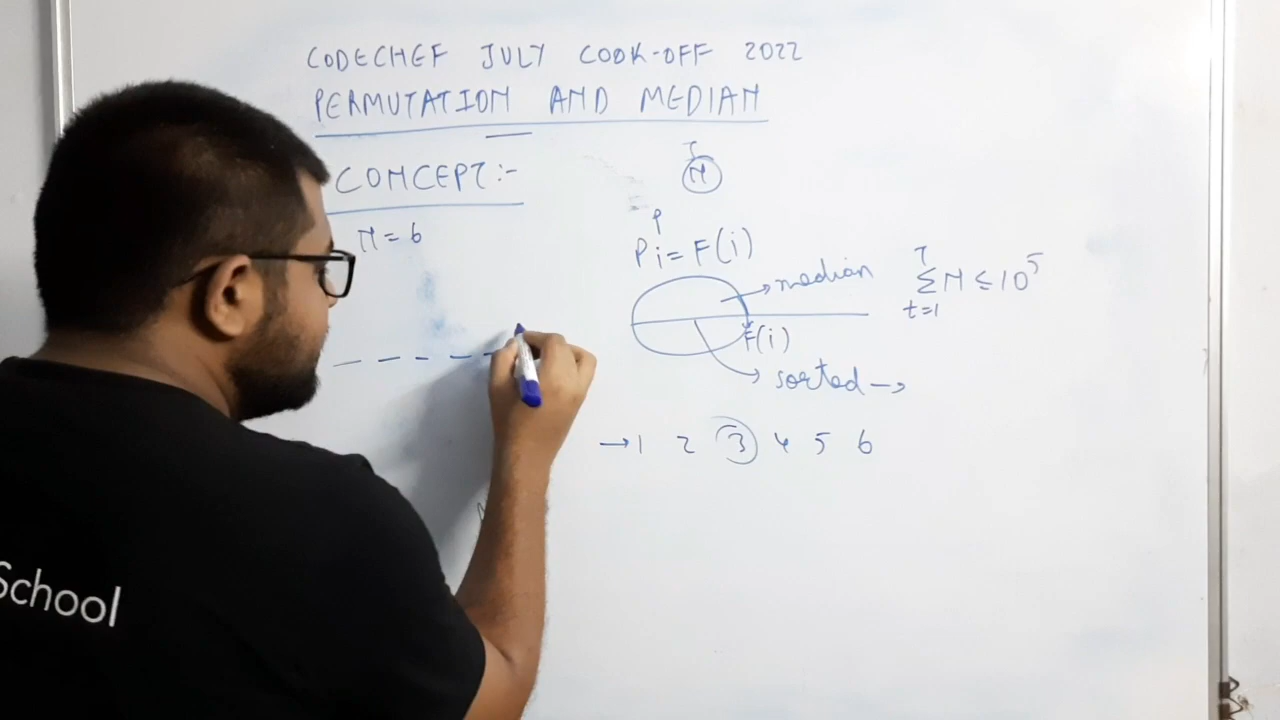 CODECHEF JULY COOK-OFF 2022
PERMUTATION AND MEDIAN
CONCEPT:-
N = 6
T
N
P
Pi = F(i)
median
F(i)
sorted →
T
Σ N ≤ 10^5
t=1
→ 1 2 3 4 5 6
School